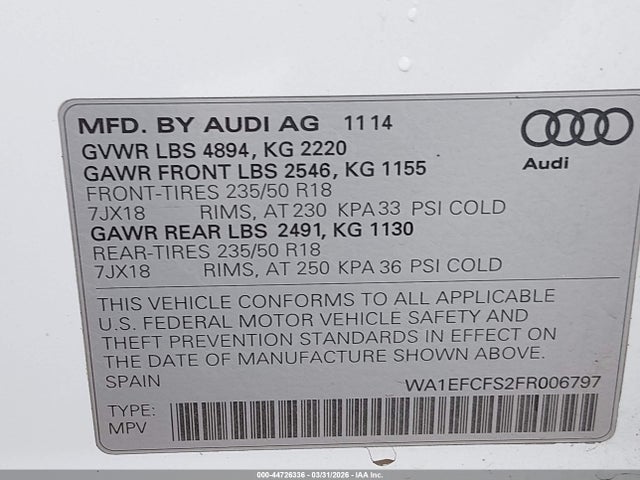 MFD. BY AUDI AG 11 14
GVWR LBS 4894, KG 2220
GAWR FRONT LBS 2546, KG 1155
FRONT-TIRES 235/50 R18
7JX18 RIMS, AT 230 KPA 33 PSI COLD
GAWR REAR LBS 2491, KG 1130
REAR-TIRES 235/50 R18
7JX18 RIMS, AT 250 KPA 36 PSI COLD
Audi
THIS VEHICLE CONFORMS TO ALL APPLICABLE
U.S. FEDERAL MOTOR VEHICLE SAFETY AND
THEFT PREVENTION STANDARDS IN EFFECT ON
THE DATE OF MANUFACTURE SHOWN ABOVE.
SPAIN WA1EFCFS2FR006797
TYPE:
MPV
000-44726336 - 03/31/2026 - IAA Inc.